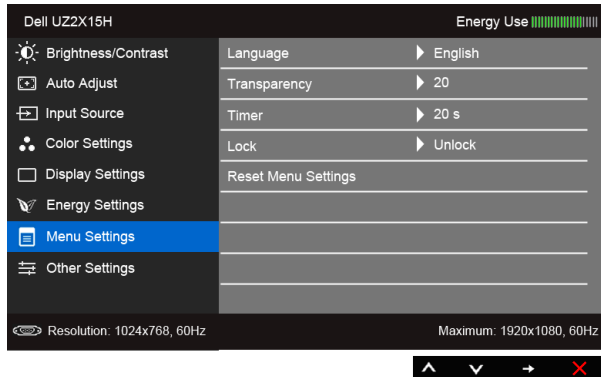 Dell UZ2X15H Energy Use
Brightness/Contrast Language English
Auto Adjust Transparency 20
Input Source Timer 20 s
Color Settings Lock Unlock
Display Settings Reset Menu Settings
Energy Settings
Menu Settings
Other Settings
Resolution: 1024x768, 60Hz Maximum: 1920x1080, 60Hz